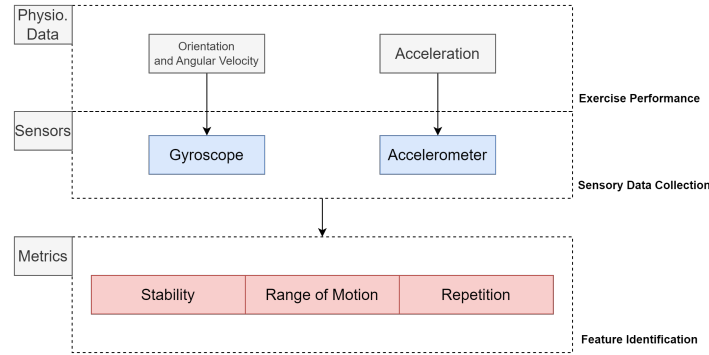 Physio.
Data
Orientation
and Angular Velocity
Acceleration
Exercise Performance
Sensors
Gyroscope
Accelerometer
Sensory Data Collection
Metrics
Stability
Range of Motion
Repetition
Feature Identification